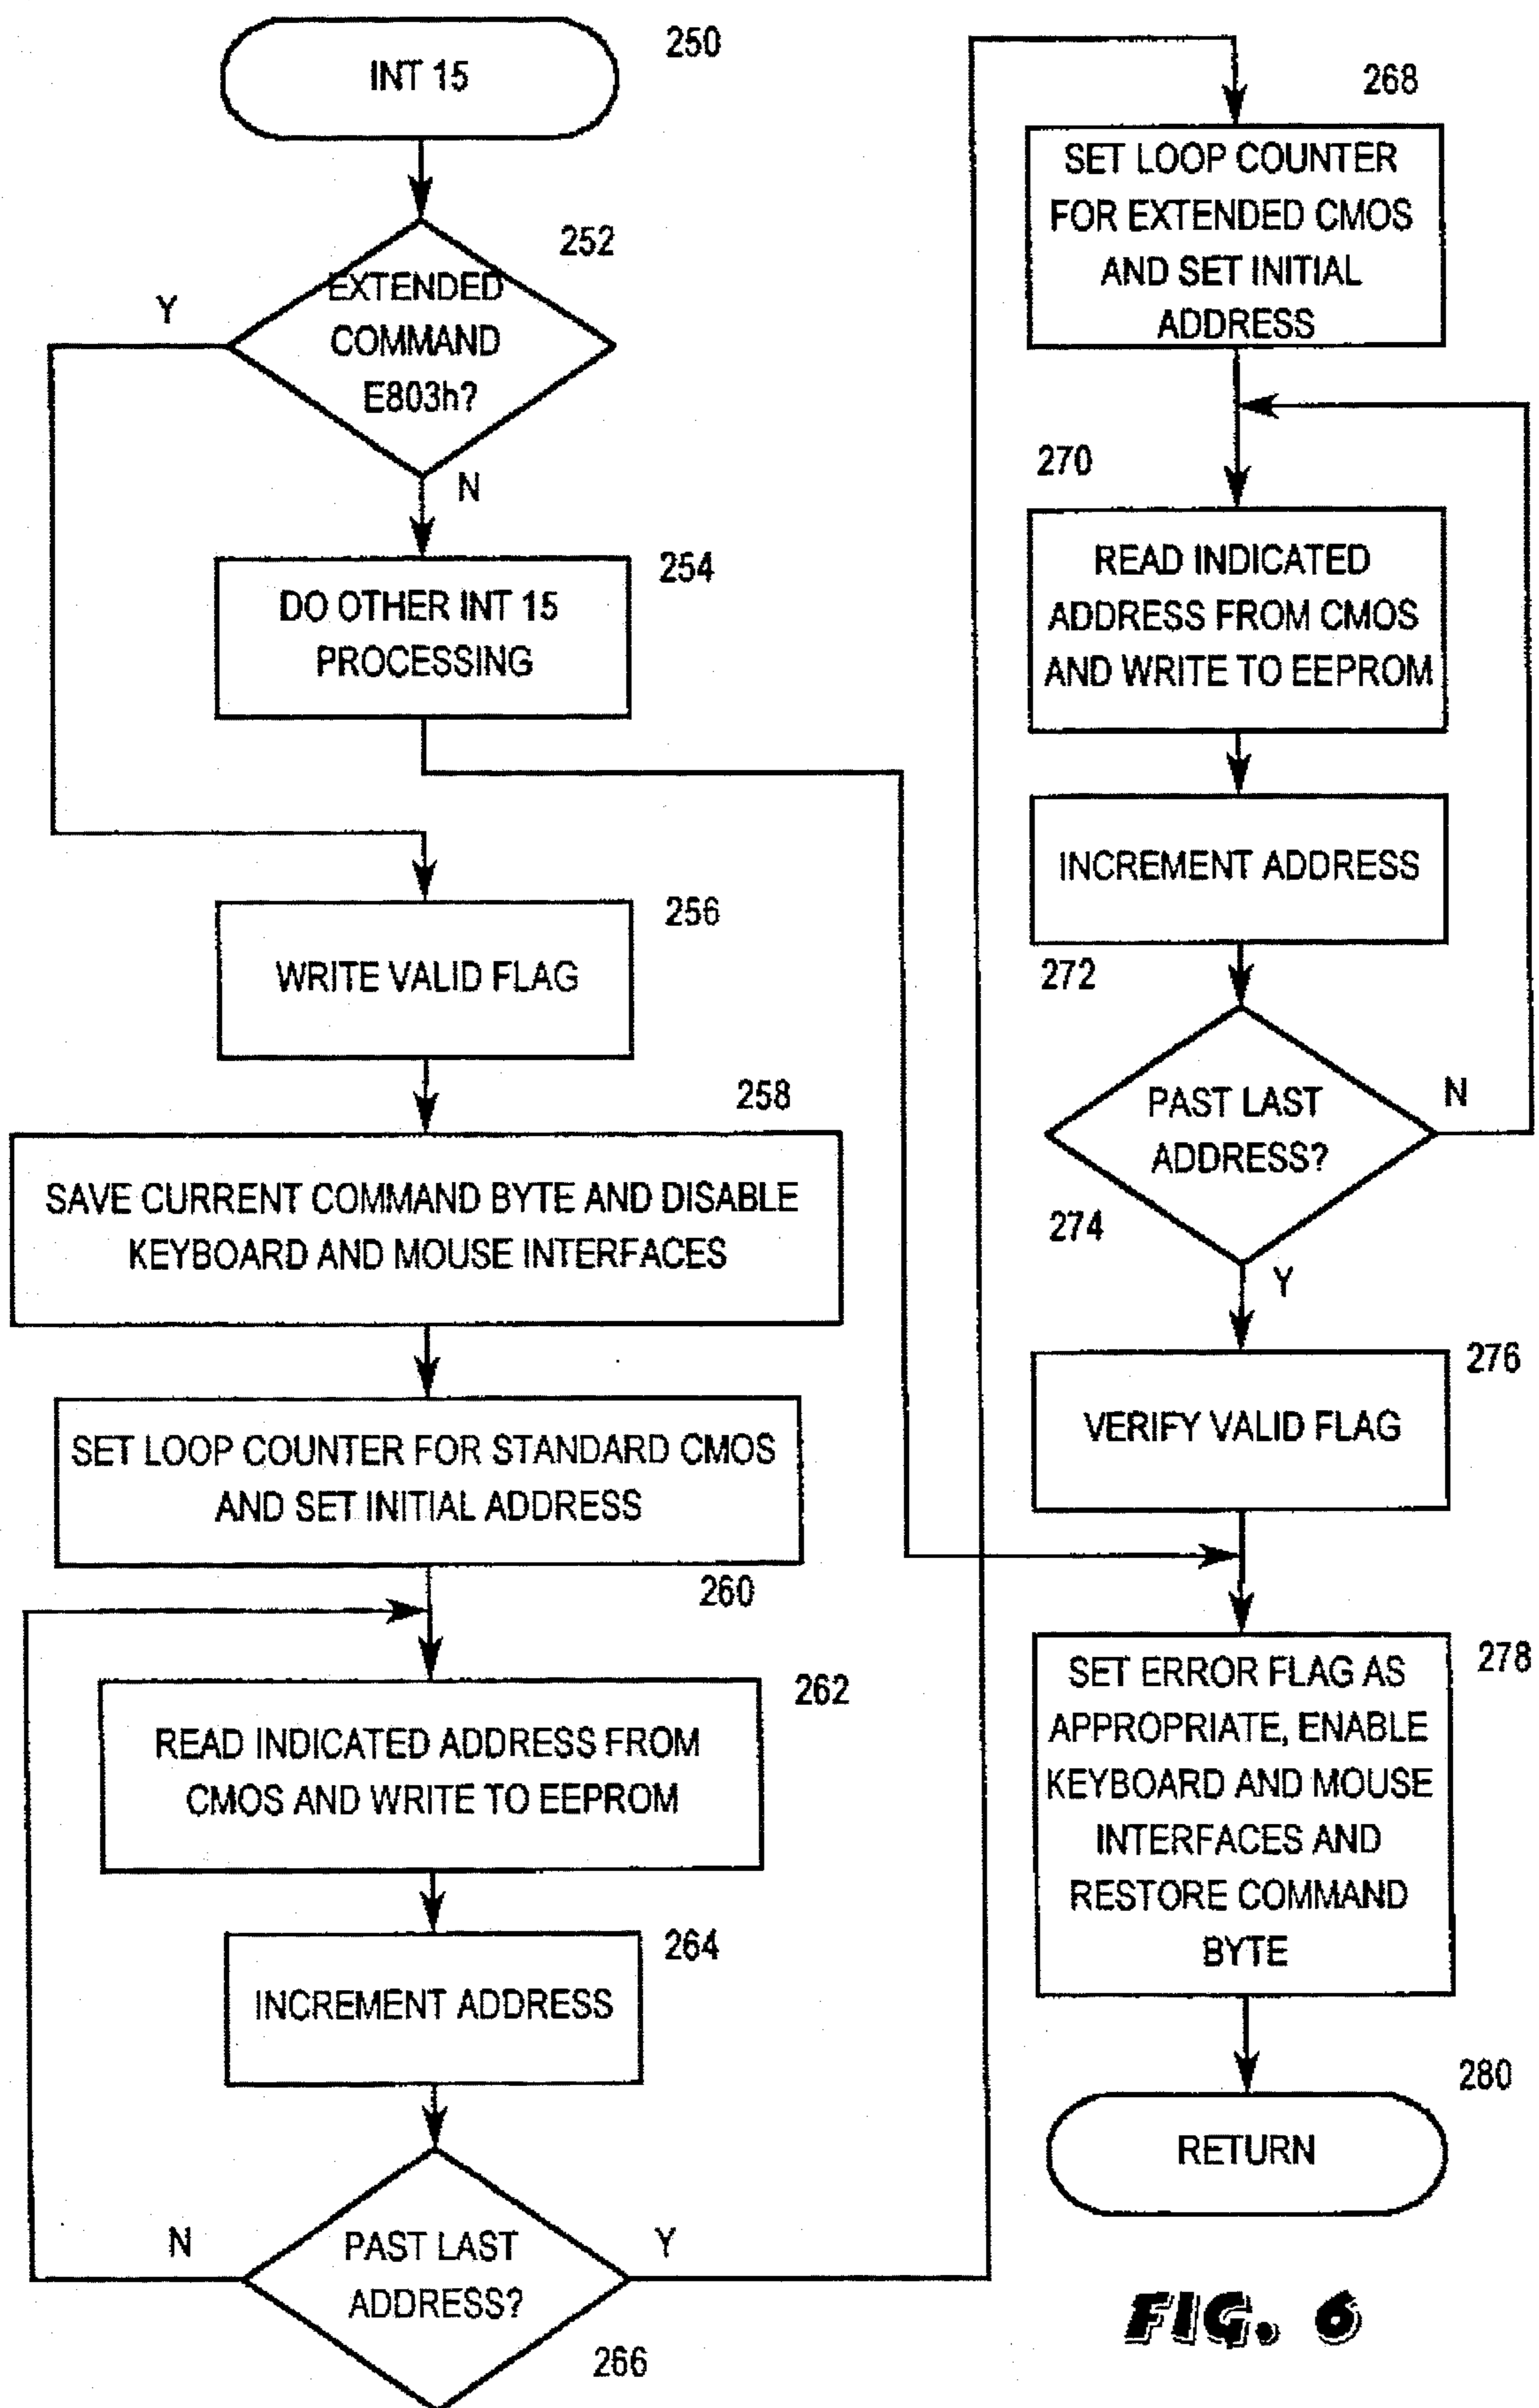 INT 15
250
252
EXTENDED
COMMAND
E803h?
Y
N
254
DO OTHER INT 15
PROCESSING
256
WRITE VALID FLAG
258
SAVE CURRENT COMMAND BYTE AND DISABLE
KEYBOARD AND MOUSE INTERFACES
SET LOOP COUNTER FOR STANDARD CMOS
AND SET INITIAL ADDRESS
260
262
READ INDICATED ADDRESS FROM
CMOS AND WRITE TO EEPROM
264
INCREMENT ADDRESS
N
PAST LAST
ADDRESS?
Y
266
268
SET LOOP COUNTER
FOR EXTENDED CMOS
AND SET INITIAL
ADDRESS
270
READ INDICATED
ADDRESS FROM CMOS
AND WRITE TO EEPROM
INCREMENT ADDRESS
272
PAST LAST
ADDRESS?
N
274
Y
276
VERIFY VALID FLAG
278
SET ERROR FLAG AS
APPROPRIATE, ENABLE
KEYBOARD AND MOUSE
INTERFACES AND
RESTORE COMMAND
BYTE
280
RETURN
FIG. 6